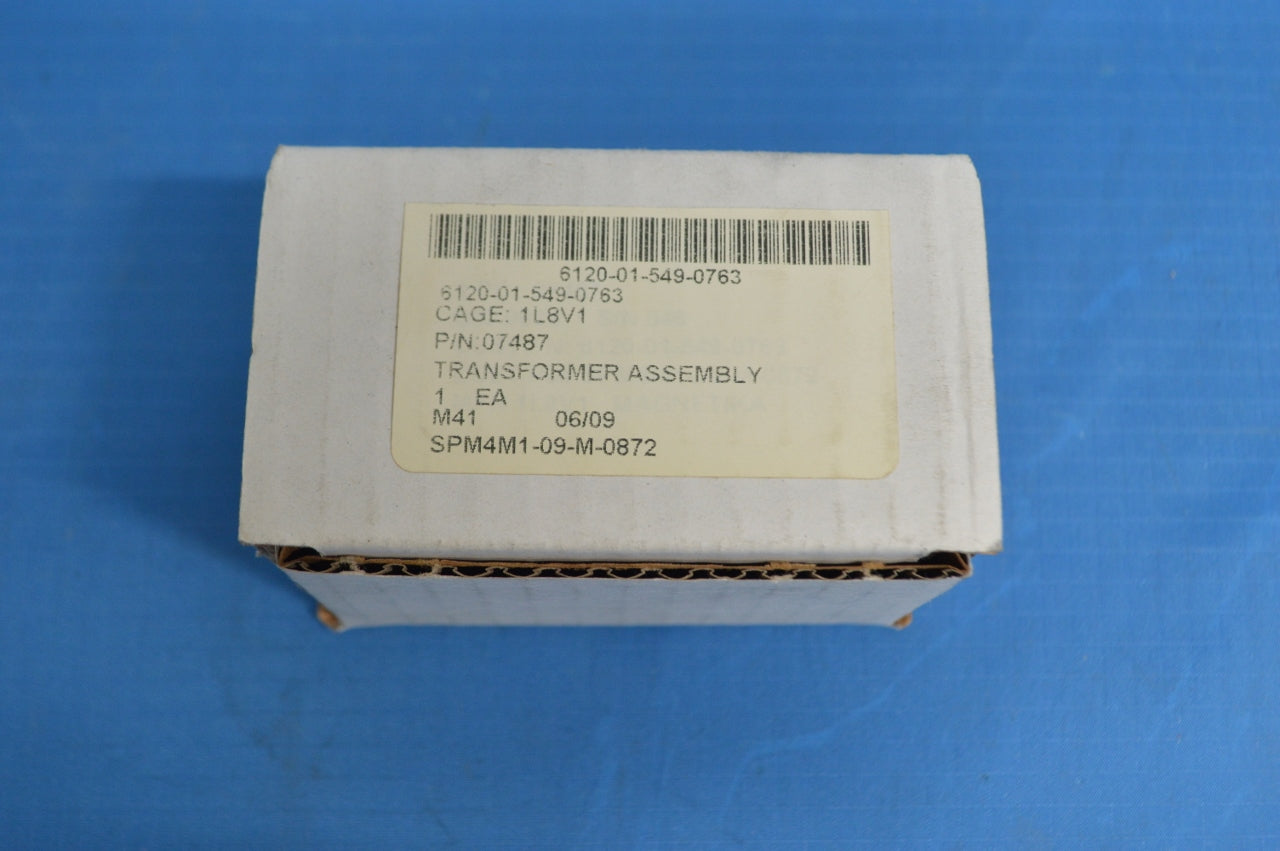 6120-01-549-0763
6120-01-549-0763
CAGE: 1L8V1
P/N:07487
TRANSFORMER ASSEMBLY
1 EA
M41 06/09
SPM4M1-09-M-0872